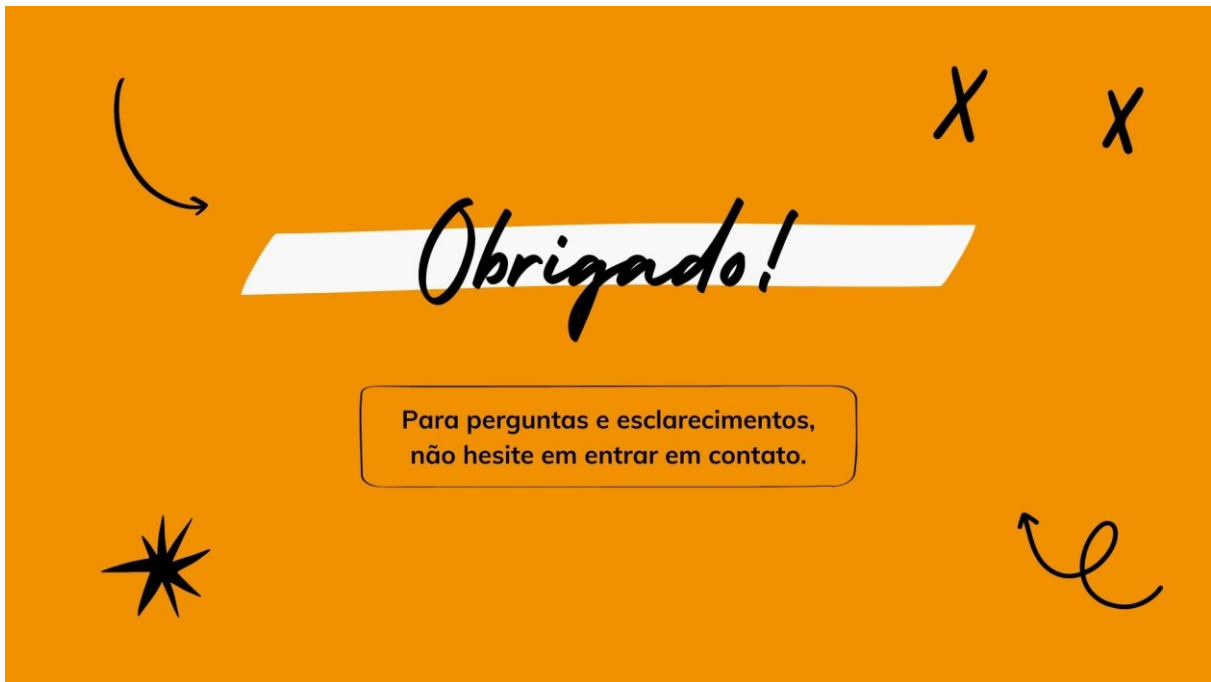 Obrigado!
Para perguntas e esclarecimentos,
não hesite em entrar em contato.